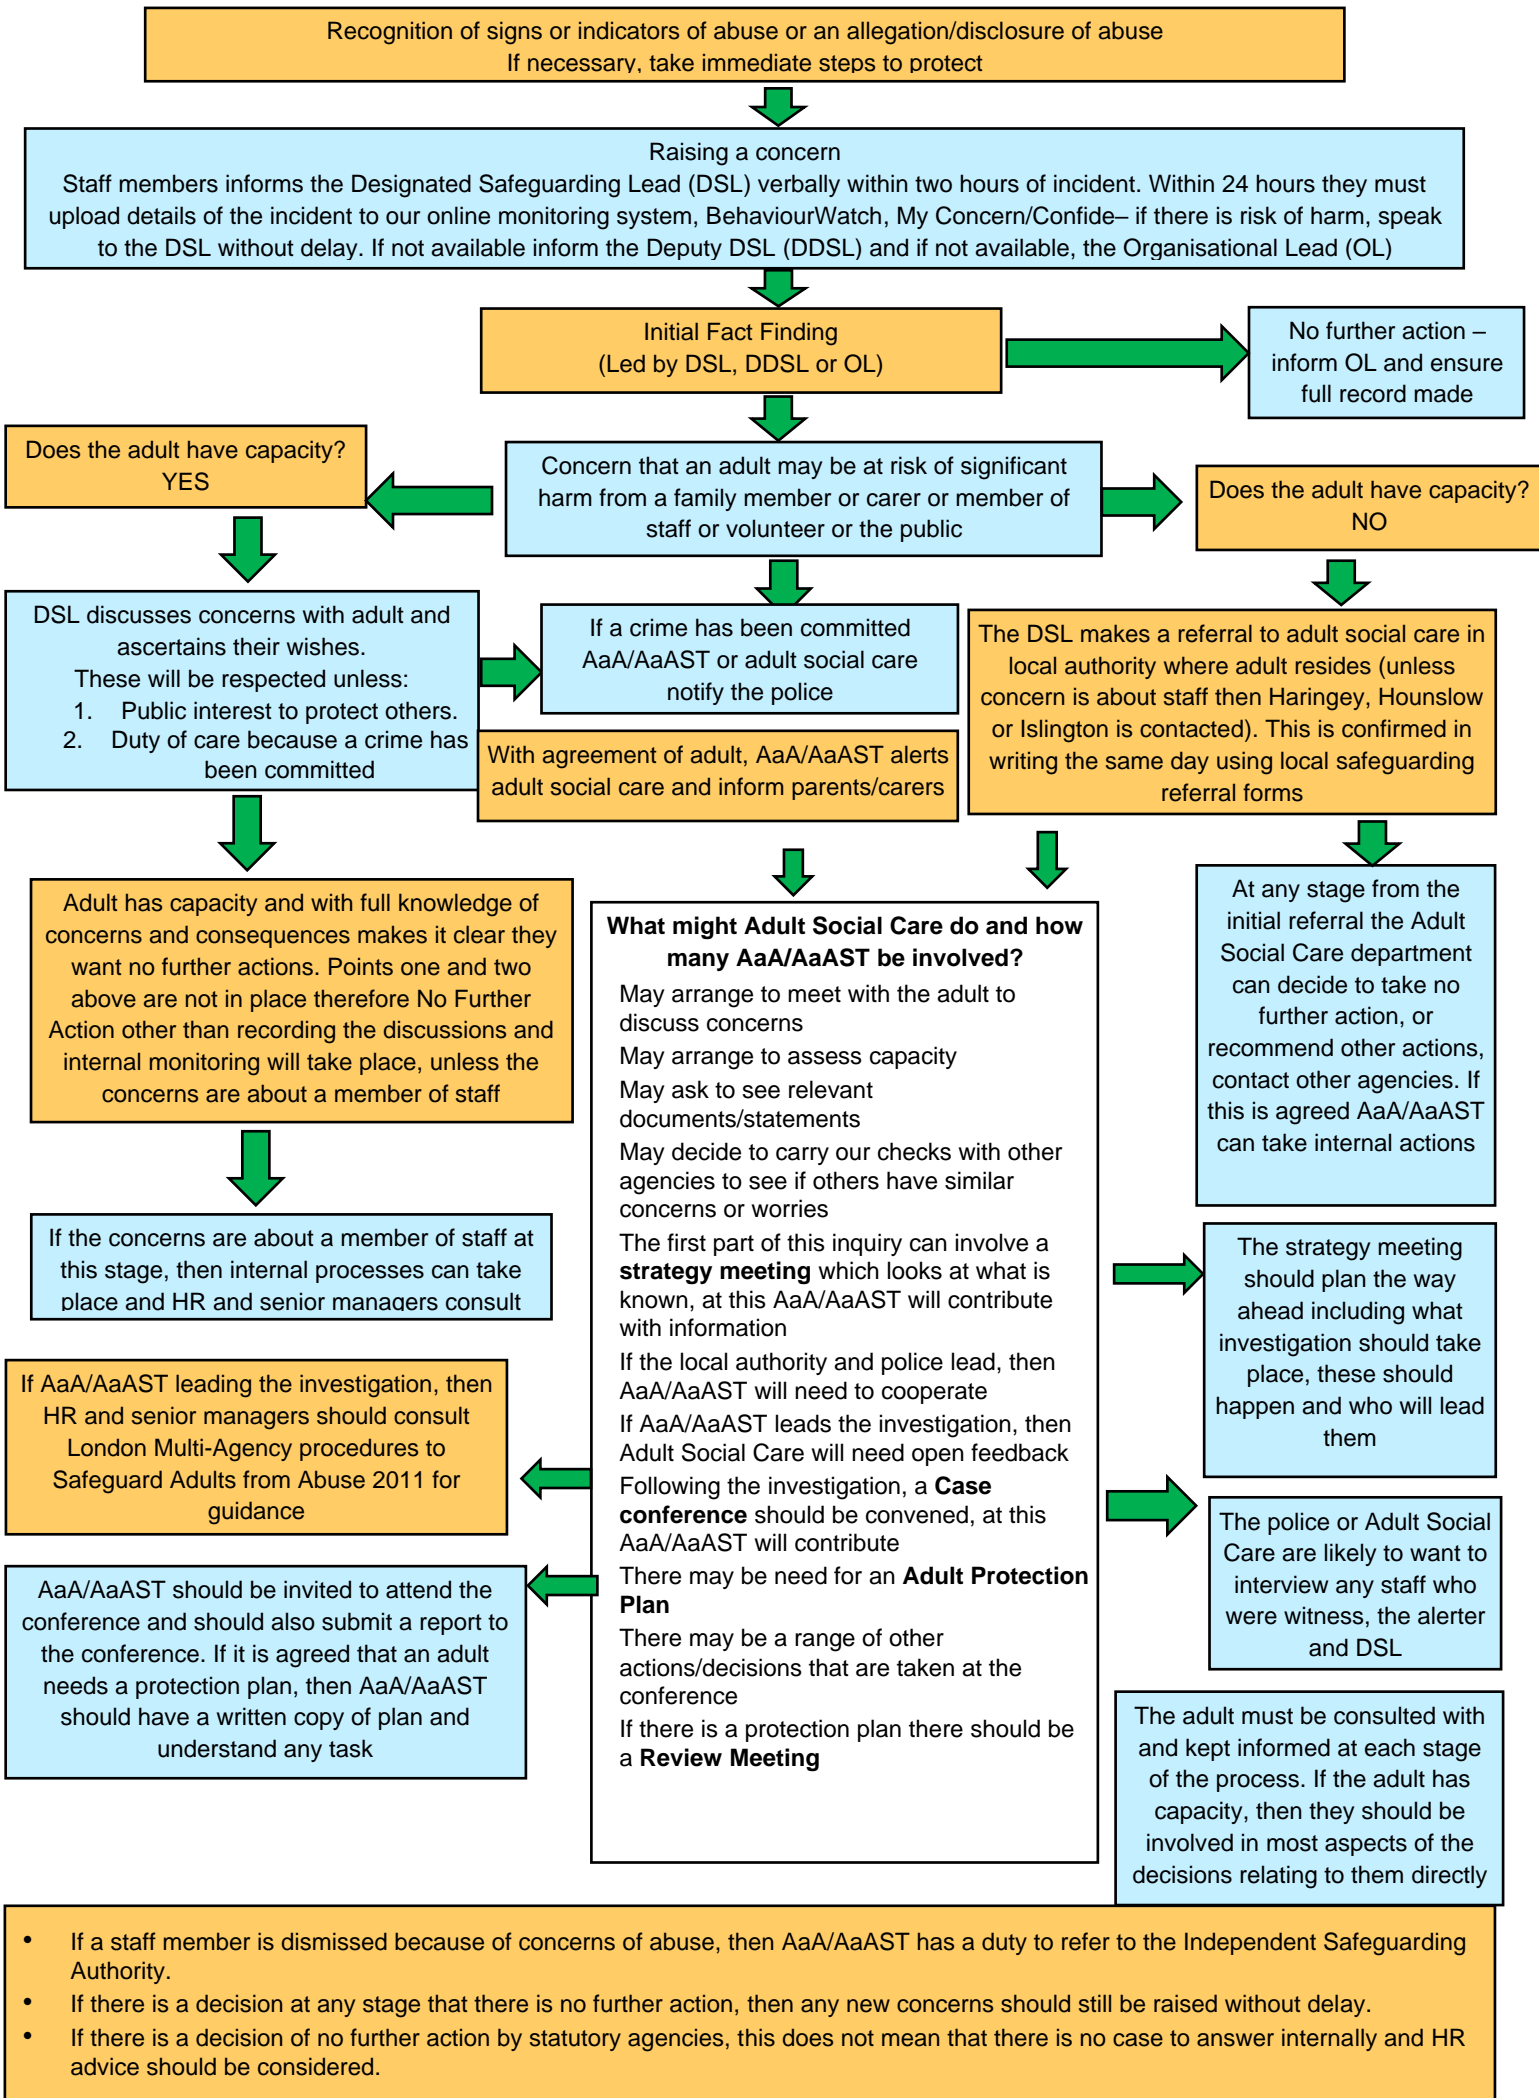 Recognition of signs or indicators of abuse or an allegation/disclosure of abuse
If necessary, take immediate steps to protect
Raising a concern
Staff members informs the Designated Safeguarding Lead (DSL) verbally within two hours of incident. Within 24 hours they must
upload details of the incident to our online monitoring system, BehaviourWatch, My Concern/Confide– if there is risk of harm, speak
to the DSL without delay. If not available inform the Deputy DSL (DDSL) and if not available, the Organisational Lead (OL)
Initial Fact Finding
(Led by DSL, DDSL or OL)
No further action –
inform OL and ensure
full record made
Does the adult have capacity?
YES
Concern that an adult may be at risk of significant
harm from a family member or carer or member of
staff or volunteer or the public
Does the adult have capacity?
NO
DSL discusses concerns with adult and
ascertains their wishes.
These will be respected unless:
1. Public interest to protect others.
2. Duty of care because a crime has
been committed
If a crime has been committed
AaA/AaAST or adult social care
notify the police
With agreement of adult, AaA/AaAST alerts
adult social care and inform parents/carers
The DSL makes a referral to adult social care in
local authority where adult resides (unless
concern is about staff then Haringey, Hounslow
or Islington is contacted). This is confirmed in
writing the same day using local safeguarding
referral forms
Adult has capacity and with full knowledge of
concerns and consequences makes it clear they
want no further actions. Points one and two
above are not in place therefore No Further
Action other than recording the discussions and
internal monitoring will take place, unless the
concerns are about a member of staff
If the concerns are about a member of staff at
this stage, then internal processes can take
place and HR and senior managers consult
If AaA/AaAST leading the investigation, then
HR and senior managers should consult
London Multi-Agency procedures to
Safeguard Adults from Abuse 2011 for
guidance
AaA/AaAST should be invited to attend the
conference and should also submit a report to
the conference. If it is agreed that an adult
needs a protection plan, then AaA/AaAST
should have a written copy of plan and
understand any task
What might Adult Social Care do and how
many AaA/AaAST be involved?
May arrange to meet with the adult to
discuss concerns
May arrange to assess capacity
May ask to see relevant
documents/statements
May decide to carry our checks with other
agencies to see if others have similar
concerns or worries
The first part of this inquiry can involve a
strategy meeting which looks at what is
known, at this AaA/AaAST will contribute
with information
If the local authority and police lead, then
AaA/AaAST will need to cooperate
If AaA/AaAST leads the investigation, then
Adult Social Care will need open feedback
Following the investigation, a Case
conference should be convened, at this
AaA/AaAST will contribute
There may be need for an Adult Protection
Plan
There may be a range of other
actions/decisions that are taken at the
conference
If there is a protection plan there should be
a Review Meeting
At any stage from the
initial referral the Adult
Social Care department
can decide to take no
further action, or
recommend other actions,
contact other agencies. If
this is agreed AaA/AaAST
can take internal actions
The strategy meeting
should plan the way
ahead including what
investigation should take
place, these should
happen and who will lead
them
The police or Adult Social
Care are likely to want to
interview any staff who
were witness, the alerter
and DSL
The adult must be consulted with
and kept informed at each stage
of the process. If the adult has
capacity, then they should be
involved in most aspects of the
decisions relating to them directly
• If a staff member is dismissed because of concerns of abuse, then AaA/AaAST has a duty to refer to the Independent Safeguarding
Authority.
• If there is a decision at any stage that there is no further action, then any new concerns should still be raised without delay.
• If there is a decision of no further action by statutory agencies, this does not mean that there is no case to answer internally and HR
advice should be considered.